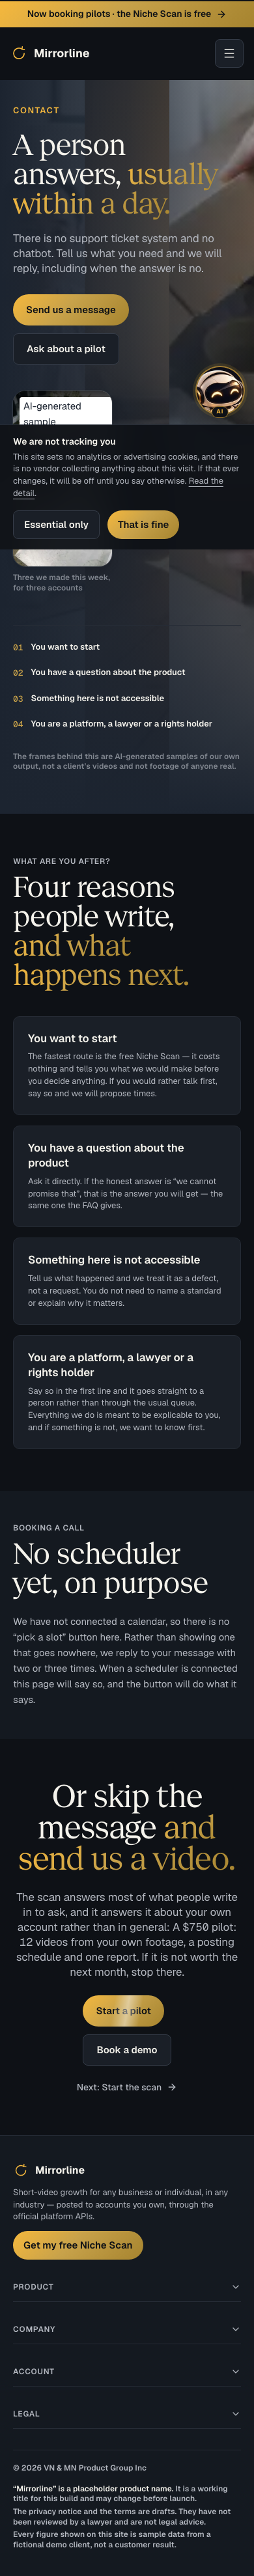 Now booking pilots · the Niche Scan is free →
Mirrorline
CONTACT
A person
answers, usually
within a day.
There is no support ticket system and no
chatbot. Tell us what you need and we will
reply, including when the answer is no.
Send us a message
Ask about a pilot
AI-generated
sample
AI
We are not tracking you
This site sets no analytics or advertising cookies, and there
is no vendor collecting anything about this visit. If that ever
changes, it will be off until you say otherwise. Read the
detail.
Essential only
That is fine
Three we made this week,
for three accounts
01 You want to start
02 You have a question about the product
03 Something here is not accessible
04 You are a platform, a lawyer or a rights holder
The frames behind this are AI-generated samples of our own
output, not a client's videos and not footage of anyone real.
WHAT ARE YOU AFTER?
Four reasons
people write,
and what
happens next.
You want to start
The fastest route is the free Niche Scan — it costs
nothing and tells you what we would make before
you decide anything. If you would rather talk first,
say so and we will propose times.
You have a question about the
product
Ask it directly. If the honest answer is "we cannot
promise that", that is the answer you will get — the
same one the FAQ gives.
Something here is not accessible
Tell us what happened and we treat it as a defect,
not a request. You do not need to name a standard
or explain why it matters.
You are a platform, a lawyer or a
rights holder
Say so in the first line and it goes straight to a
person rather than through the usual queue.
Everything we do is meant to be explicable to you,
and if something is not, we want to know first.
BOOKING A CALL
No scheduler
yet, on purpose
We have not connected a calendar, so there is no
"pick a slot" button here. Rather than showing one
that goes nowhere, we reply to your message with
two or three times. When a scheduler is connected
this page will say so, and the button will do what it
says.
Or skip the
message and
send us a video.
The scan answers most of what people write
in to ask, and it answers it about your own
account rather than in general: A $750 pilot:
12 videos from your own footage, a posting
schedule and one report. If it is not worth the
next month, stop there.
Start a pilot
Book a demo
Next: Start the scan →
Mirrorline
Short-video growth for any business or individual, in any
industry — posted to accounts you own, through the
official platform APIs.
Get my free Niche Scan
PRODUCT
COMPANY
ACCOUNT
LEGAL
© 2026 VN & MN Product Group Inc
"Mirrorline" is a placeholder product name. It is a working
title for this build and may change before launch.
The privacy notice and the terms are drafts. They have not
been reviewed by a lawyer and are not legal advice.
Every figure shown on this site is sample data from a
fictional demo client, not a customer result.